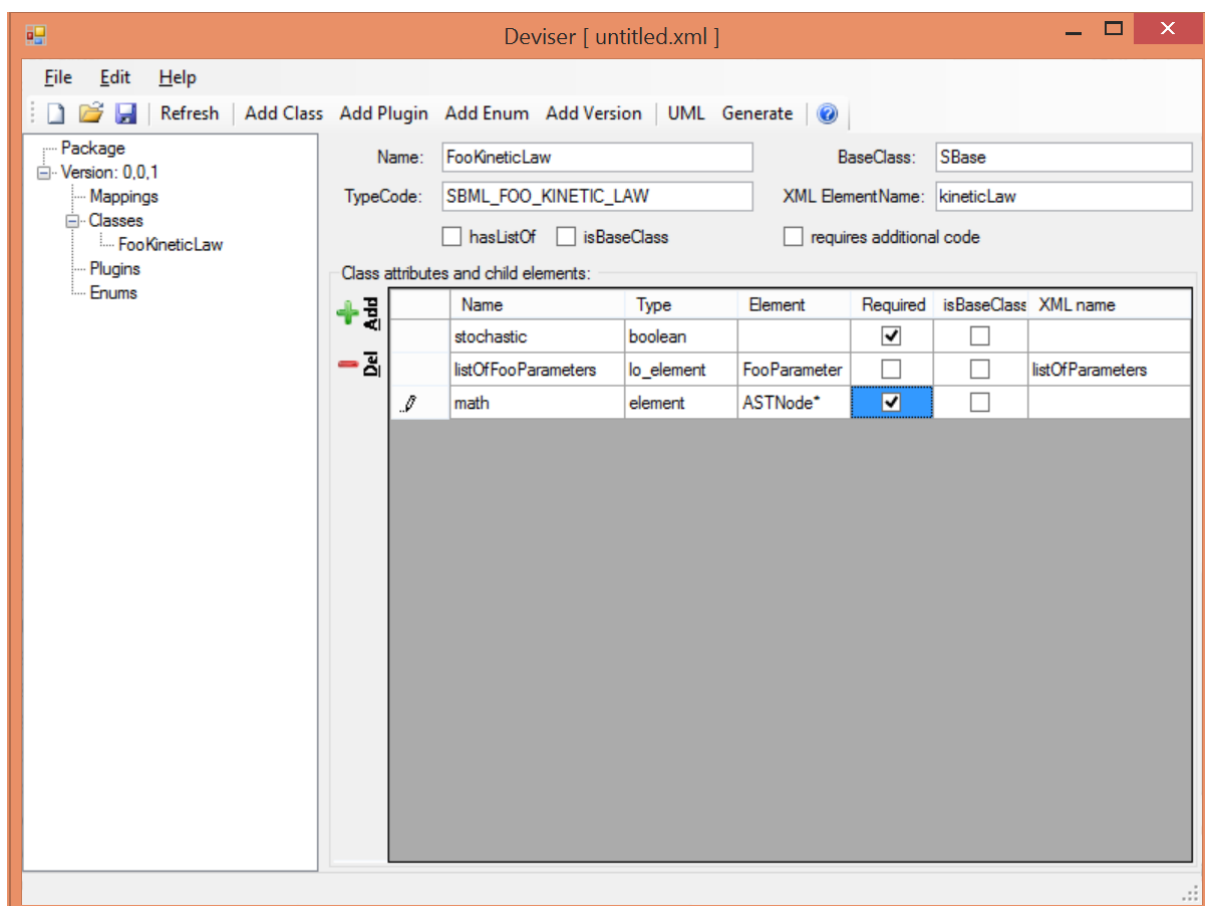 Deviser [ untitled.xml ]
File Edit Help
Refresh Add Class Add Plugin Add Enum Add Version UML Generate
Package
Version: 0,0,1
Mappings
Classes
FooKineticLaw
Plugins
Enums
Name: FooKineticLaw BaseClass: SBase
TypeCode: SBML_FOO_KINETIC_LAW XML ElementName: kineticLaw
hasListOf isBaseClass requires additional code
Class attributes and child elements:
Add
Del
Name Type Element Required isBaseClass XML name
stochastic boolean
listOfFooParameters lo_element FooParameter listOfParameters
math element ASTNode*